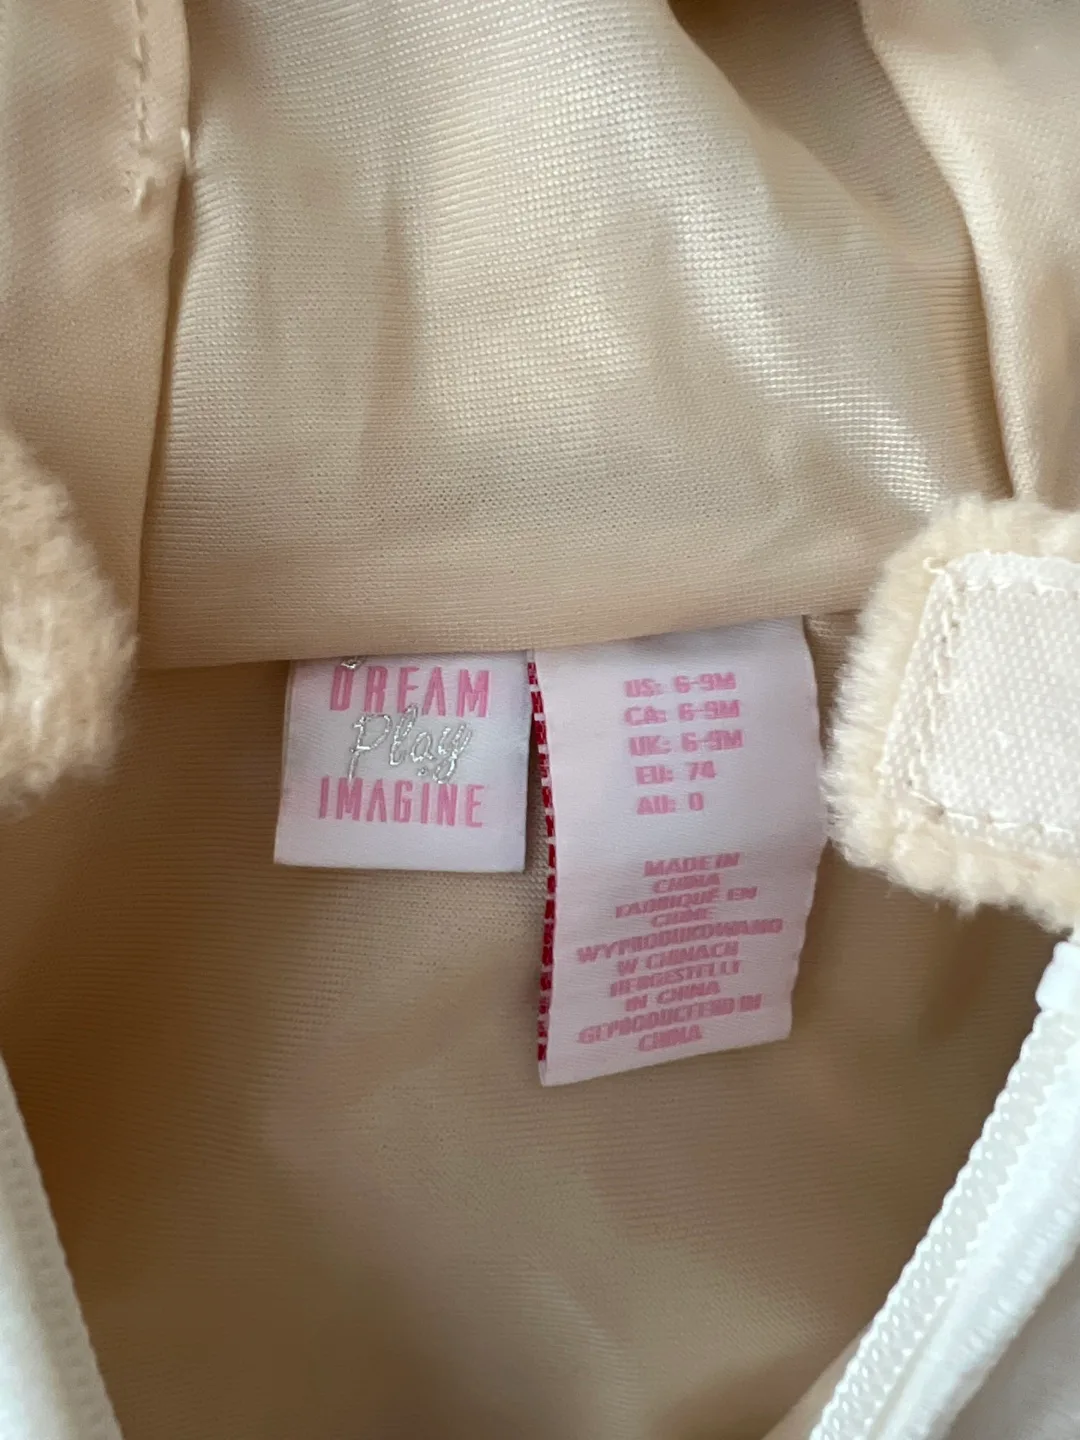 DREAM
Play
IMAGINE
US: 6-9M
CA: 6-9M
UK: 6-9M
EU: 74
AU: 0
MADE IN
CHINA
FABRIQUÉ EN
CHINE
WYPRODUKOWANO
W CHINACH
HERGESTELLT
IN CHINA
GEPRODUCEERD IN
CHINA